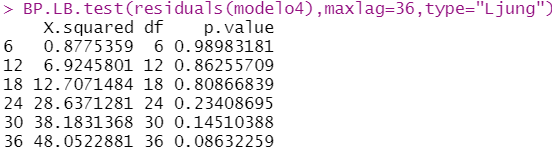 > BP.LB.test(residuals(modelo4),maxlag=36,type="Ljung")
   X.squared df    p.value
6  0.8775359  6 0.98983181
12 6.9245801 12 0.86255709
18 12.7071484 18 0.80866839
24 28.6371281 24 0.23408695
30 38.1831368 30 0.14510388
36 48.0522881 36 0.08632259